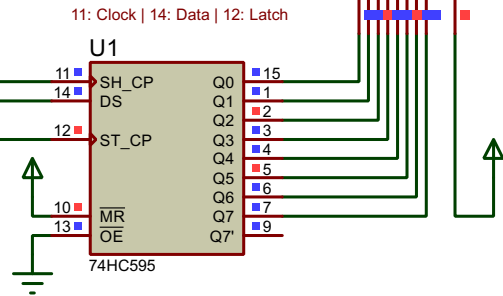 11: Clock | 14: Data | 12: Latch
U1
11 SH_CP Q0 15
14 DS Q1 1
Q2 2
12 ST_CP Q3 3
Q4 4
Q5 5
Q6 6
10 MR Q7 7
13 OE Q7' 9
74HC595